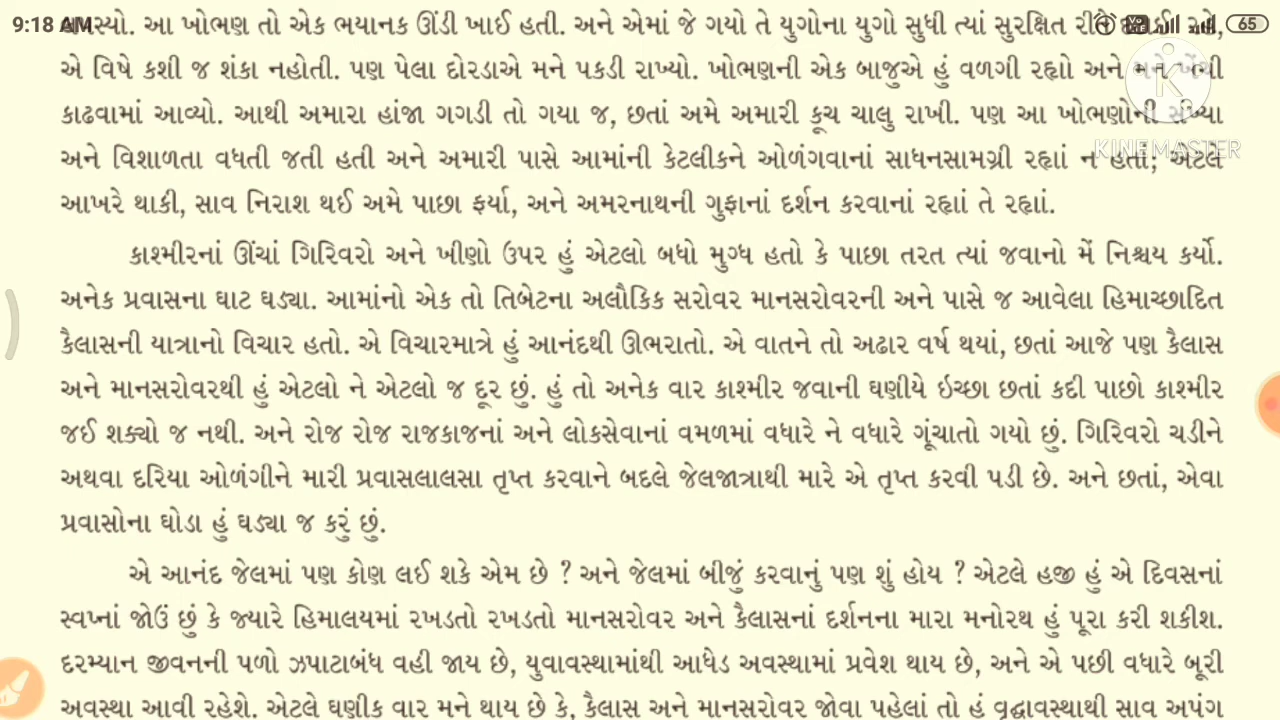 9:18 AM
લપસ્યો. આ ખોભણ તો એક ભયાનક ઊંડી ખાઈ હતી. અને એમાં જે ગયો તે યુગોના યુગો સુધી ત્યાં સુરક્ષિત
65
એ વિષે કશી જ શંકા નહોતી. પણ પેલા દોરડાએ મને પકડી રાખ્યો. ખોભણની એક બાજુએ હું વળગી રહ્યો અને મને ખેંચી
કાઢવામાં આવ્યો. આથી અમારા હાંજા ગગડી તો ગયા જ, છતાં અમે અમારી કૂચ ચાલુ રાખી. પણ આ ખોભણોની સંખ્યા
KINEMASTER
અને વિશાળતા વધતી જતી હતી અને અમારી પાસે આમાંની કેટલીકને ઓળંગવાનાં સાધનસામગ્રી રહ્યાં ન હતાં; એટલે
આખરે થાકી, સાવ નિરાશ થઈ અમે પાછા ફર્યા, અને અમરનાથની ગુફાનાં દર્શન કરવાનાં રહ્યાં તે રહ્યાં.
કાશ્મીરનાં ઊંચાં ગિરિવરો અને ખીણો ઉપર હું એટલો બધો મુગ્ધ હતો કે પાછા તરત ત્યાં જવાનો મેં નિશ્ચય કર્યો.
અનેક પ્રવાસના ઘાટ ઘડ્યા. આમાંનો એક તો તિબેટના અલૌકિક સરોવર માનસરોવરની અને પાસે જ આવેલા હિમાચ્છાદિત
કૈલાસની યાત્રાનો વિચાર હતો. એ વિચારમાત્રે હું આનંદથી ઊભરાતો. એ વાતને તો અઢાર વર્ષ થયાં, છતાં આજે પણ કૈલાસ
અને માનસરોવરથી હું એટલો ને એટલો જ દૂર છું. હું તો અનેક વાર કાશ્મીર જવાની ઘણીયે ઇચ્છા છતાં કદી પાછો કાશ્મીર
જઈ શક્યો જ નથી. અને રોજ રોજ રાજકાજનાં અને લોકસેવાનાં વમળમાં વધારે ને વધારે ગૂંચાતો ગયો છું. ગિરિવરો ચડીને
અથવા દરિયા ઓળંગીને મારી પ્રવાસલાલસા તૃપ્ત કરવાને બદલે જેલજાત્રાથી મારે એ તૃપ્ત કરવી પડી છે. અને છતાં, એવા
પ્રવાસોના ઘોડા હું ઘડ્યા જ કરું છું.
એ આનંદ જેલમાં પણ કોણ લઈ શકે એમ છે ? અને જેલમાં બીજું કરવાનું પણ શું હોય ? એટલે હજી હું એ દિવસનાં
સ્વપ્નાં જોઉં છું કે જ્યારે હિમાલયમાં રખડતો રખડતો માનસરોવર અને કૈલાસનાં દર્શનના મારા મનોરથ હું પૂરા કરી શકીશ.
દરમ્યાન જીવનની પળો ઝપાટાબંધ વહી જાય છે, યુવાવસ્થામાંથી આધેડ અવસ્થામાં પ્રવેશ થાય છે, અને એ પછી વધારે બૂરી
અવસ્થા આવી રહેશે. એટલે ઘણીક વાર મને થાય છે કે, કૈલાસ અને માનસરોવર જોવા પહેલાં તો હું વૃદ્ધાવસ્થાથી સાવ અપંગ